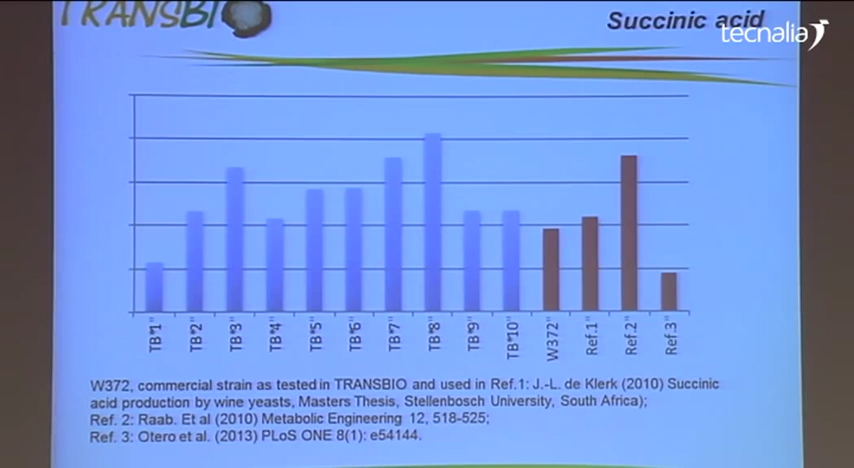 TRANSBIO
Succinic acid
tecnalia
TB"1"
TB"2"
TB"3"
TB"4"
TB"5"
TB"6"
TB"7"
TB"8"
TB"9"
TB"10"
W372"
Ref.1"
Ref.2"
Ref.3"
W372, commercial strain as tested in TRANSBIO and used in Ref.1: J.-L. de Klerk (2010) Succinic
acid production by wine yeasts, Masters Thesis, Stellenbosch University, South Africa);
Ref. 2: Raab. Et al (2010) Metabolic Engineering 12, 518-525;
Ref. 3: Otero et al. (2013) PLoS ONE 8(1): e54144.